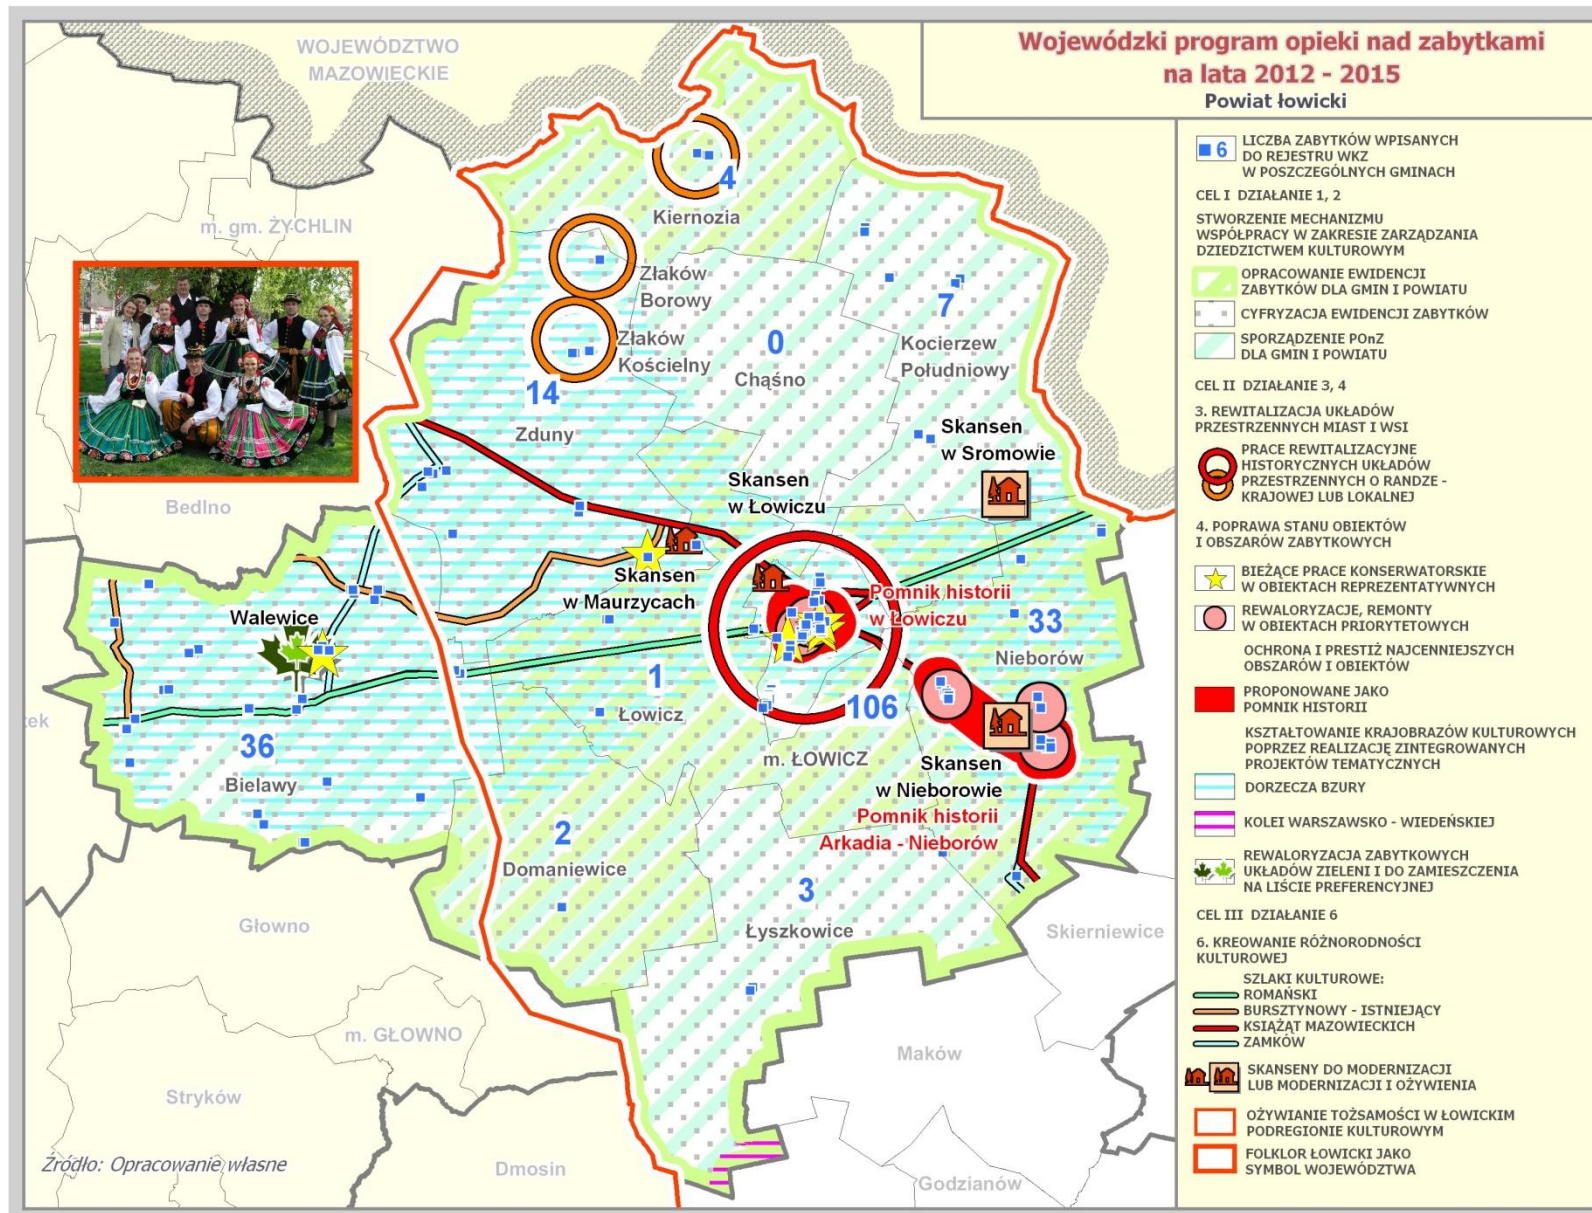 Wojewódzki program opieki nad zabytkami
na lata 2012 - 2015
Powiat łowicki
WOJEWÓDZTWO
MAZOWIECKIE
m. gm. ŻYCHLIN
4
Kiernozia
Złaków
Borowy
Złaków
Kościelny
14
Zduny
0
Chąśno
7
Kocierzew
Południowy
Skansen
w Sromowie
Skansen
w Łowiczu
Bedlno
Skansen
w Maurzycach
Pomnik historii
w Łowiczu
Walewice
33
Nieborów
1
Łowicz
106
m. ŁOWICZ
36
Bielawy
Skansen
w Nieborowie
Pomnik historii
Arkadia - Nieborów
2
Domaniewice
3
Łyszkowice
Głowno
Skierniewice
m. GŁOWNO
Maków
Stryków
Dmosin
Godzianów
tek
Źródło: Opracowanie własne
6 LICZBA ZABYTKÓW WPISANYCH
DO REJESTRU WKZ
W POSZCZEGÓLNYCH GMINACH
CEL I DZIAŁANIE 1, 2
STWORZENIE MECHANIZMU
WSPÓŁPRACY W ZAKRESIE ZARZĄDZANIA
DZIEDZICTWEM KULTUROWYM
OPRACOWANIE EWIDENCJI
ZABYTKÓW DLA GMIN I POWIATU
CYFRYZACJA EWIDENCJI ZABYTKÓW
SPORZĄDZENIE POnZ
DLA GMIN I POWIATU
CEL II DZIAŁANIE 3, 4
3. REWITALIZACJA UKŁADÓW
PRZESTRZENNYCH MIAST I WSI
PRACE REWITALIZACYJNE
HISTORYCZNYCH UKŁADÓW
PRZESTRZENNYCH O RANDZE -
KRAJOWEJ LUB LOKALNEJ
4. POPRAWA STANU OBIEKTÓW
I OBSZARÓW ZABYTKOWYCH
BIEŻĄCE PRACE KONSERWATORSKIE
W OBIEKTACH REPREZENTATYWNYCH
REWALORYZACJE, REMONTY
W OBIEKTACH PRIORYTETOWYCH
OCHRONA I PRESTIŻ NAJCENNIEJSZYCH
OBSZARÓW I OBIEKTÓW
PROPONOWANE JAKO
POMNIK HISTORII
KSZTAŁTOWANIE KRAJOBRAZÓW KULTUROWYCH
POPRZEZ REALIZACJĘ ZINTEGROWANYCH
PROJEKTÓW TEMATYCZNYCH
DORZECZA BZURY
KOLEI WARSZAWSKO - WIEDEŃSKIEJ
REWALORYZACJA ZABYTKOWYCH
UKŁADÓW ZIELENI I DO ZAMIESZCZENIA
NA LIŚCIE PREFERENCYJNEJ
CEL III DZIAŁANIE 6
6. KREOWANIE RÓŻNORODNOŚCI
KULTUROWEJ
SZLAKI KULTUROWE:
ROMAŃSKI
BURSZTYNOWY - ISTNIEJĄCY
KSIĄŻĄT MAZOWIECKICH
ZAMKÓW
SKANSENY DO MODERNIZACJI
LUB MODERNIZACJI I OŻYWIENIA
OŻYWIANIE TOŻSAMOŚCI W ŁOWICKIM
PODREGIONIE KULTUROWYM
FOLKLOR ŁOWICKI JAKO
SYMBOL WOJEWÓDZTWA